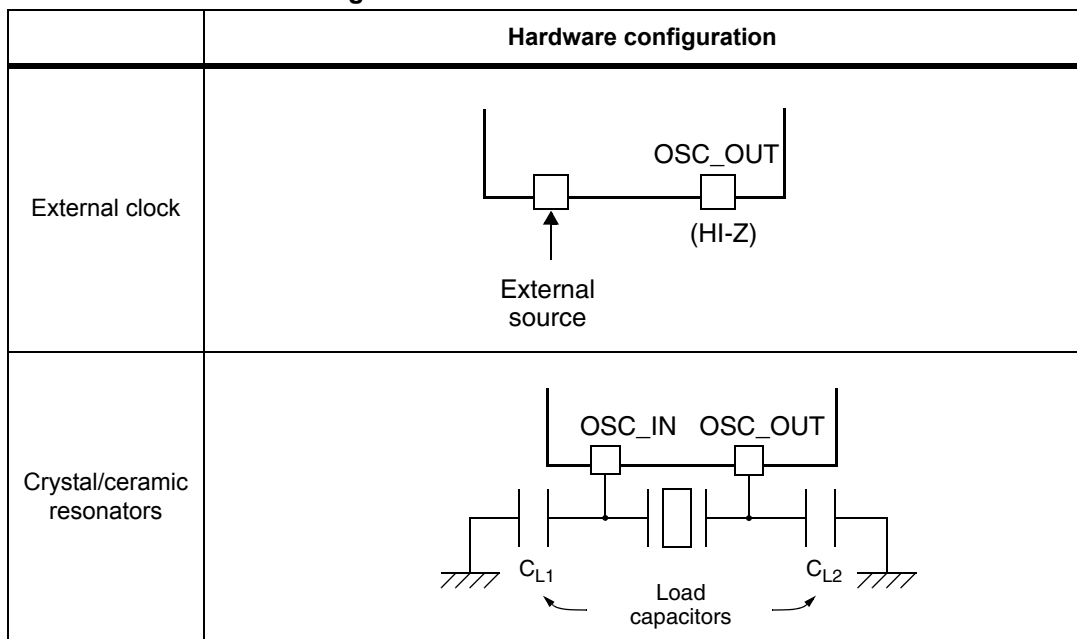 Hardware configuration
External clock
OSC_OUT
(HI-Z)
External
source
Crystal/ceramic
resonators
OSC_IN OSC_OUT
CL1
CL2
Load
capacitors